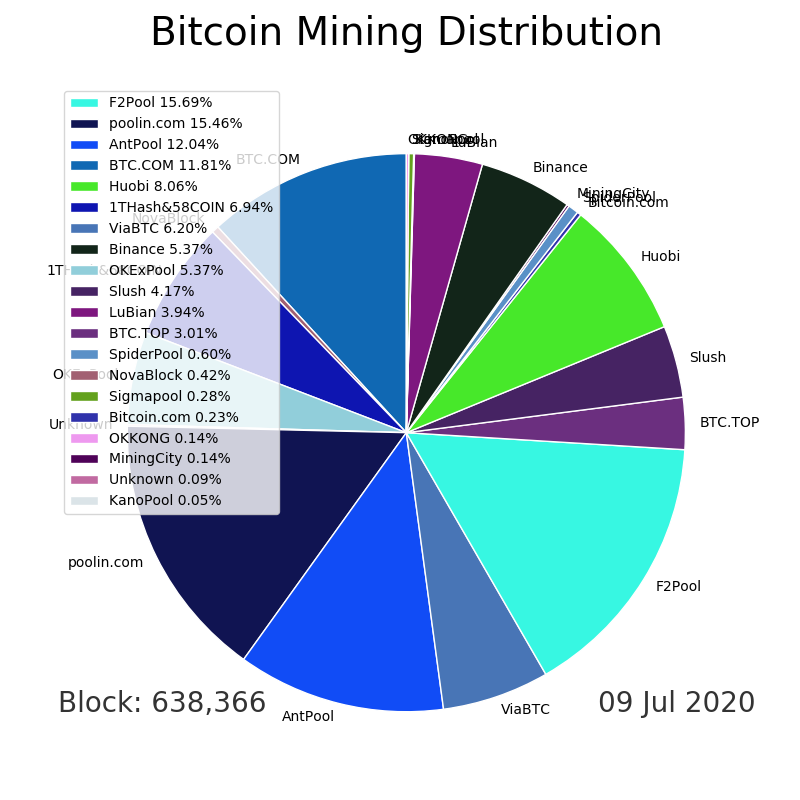 Bitcoin Mining Distribution
F2Pool 15.69%
poolin.com 15.46%
AntPool 12.04%
BTC.COM 11.81%
Huobi 8.06%
1THash&58COIN 6.94%
ViaBTC 6.20%
Binance 5.37%
OKExPool 5.37%
Slush 4.17%
LuBian 3.94%
BTC.TOP 3.01%
SpiderPool 0.60%
NovaBlock 0.42%
Sigmapool 0.28%
Bitcoin.com 0.23%
OKKONG 0.14%
MiningCity 0.14%
Unknown 0.09%
KanoPool 0.05%
LuBian
Binance
MiningCity
SpiderPool
Bitcoin.com
Huobi
Slush
BTC.TOP
F2Pool
ViaBTC
AntPool
poolin.com
Unknown
NovaBlock
BTC.COM
Block: 638,366
09 Jul 2020